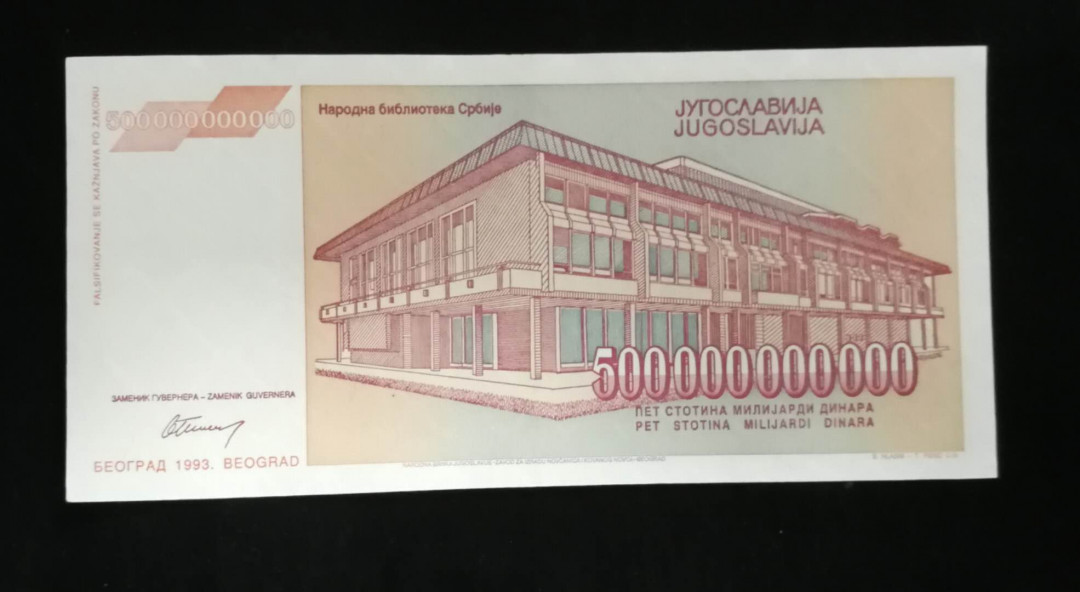 FALSIFIKOVANJE SE KAŽNJAVA PO ZAKONU
500000000000
Народна библиотека Србије
ЈУГОСЛАВИЈА
JUGOSLAVIJA
500000000000
ПЕТ СТОТИНА МИЛИЈАРДИ ДИНАРА
PET STOTINA MILIJARDI DINARA
ЗАМЕНИК ГУВЕРНЕРА - ZAMENIK GUVERNERA
БЕОГРАД 1993. BEOGRAD